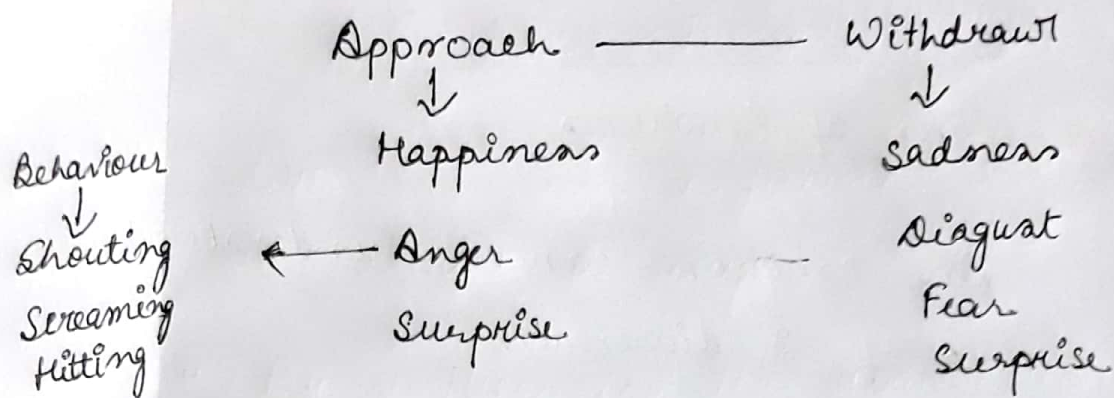 Approach — Withdrawl
↓ ↓
Happiness Sadness
Behaviour
↓
Shouting ← Anger Disgust
Screaming Fear
Surprise
Hitting Surprise